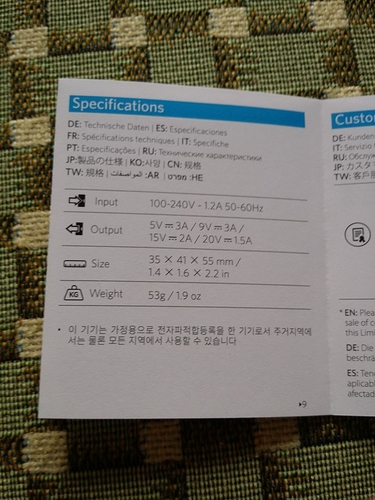 Specifications
DE: Technische Daten | ES: Especificaciones
FR: Spécifications techniques | IT: Specifiche
PT: Especificações | RU: Технические характеристики
JP:製品の仕様 | KO:사양 | CN: 规格
TW: 規格 | المواصفات :AR | מפרט :HE
Input 100-240V ~ 1.2A 50-60Hz
Output 5V⎓3A / 9V⎓3A /
15V⎓2A / 20V⎓1.5A
Size 35 × 41 × 55 mm /
1.4 × 1.6 × 2.2 in
KG Weight 53g / 1.9 oz
• 이 기기는 가정용으로 전자파적합등록을 한 기기로서 주거지역에
서는 물론 모든 지역에서 사용할 수 있습니다
9
Custo
DE: Kunden
IT: Servizio
RU: Обслуж
JP: カスタ
TW: 客戶
* EN: Plea
sale of c
this Limi
DE: Die
beschrä
ES: Tene
aplicabl
afectad